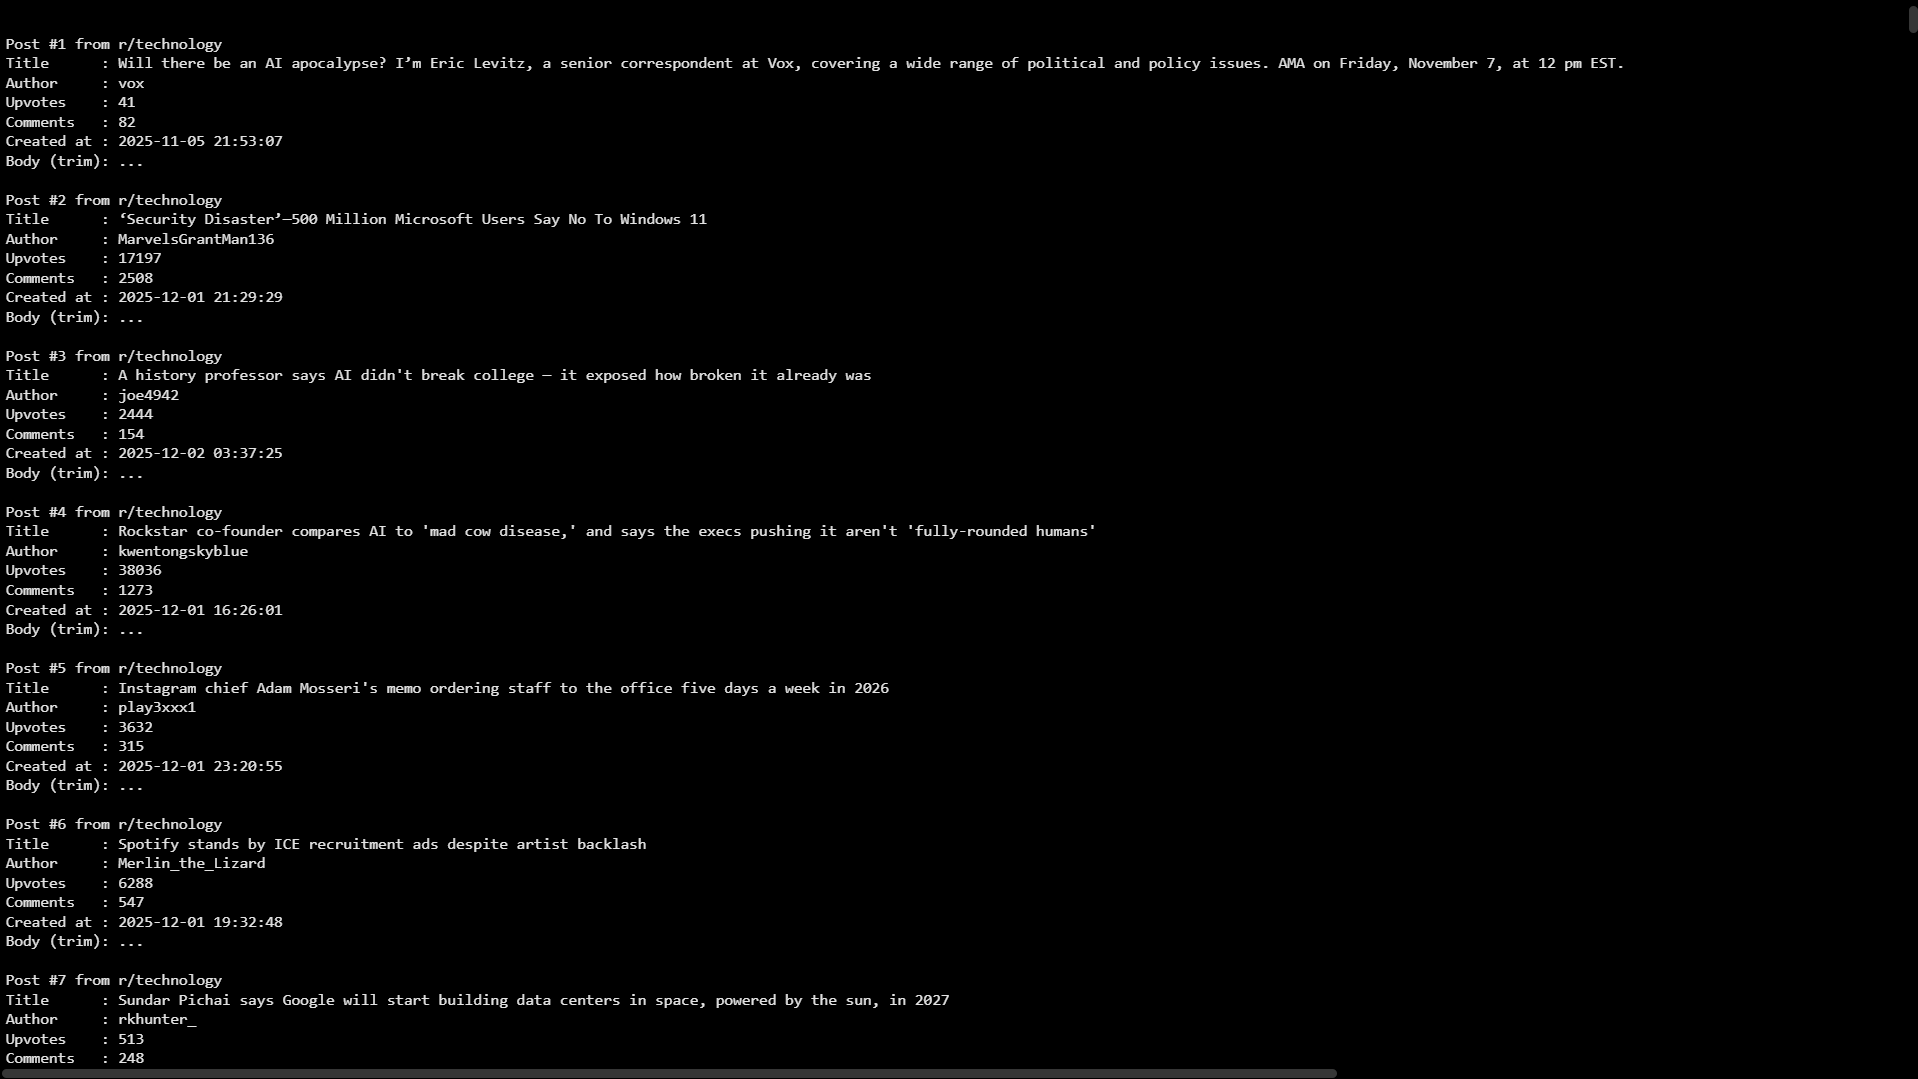 Post #1 from r/technology
Title      : Will there be an AI apocalypse? I’m Eric Levitz, a senior correspondent at Vox, covering a wide range of political and policy issues. AMA on Friday, November 7, at 12 pm EST.
Author     : vox
Upvotes    : 41
Comments   : 82
Created at : 2025-11-05 21:53:07
Body (trim): ...

Post #2 from r/technology
Title      : ‘Security Disaster’—500 Million Microsoft Users Say No To Windows 11
Author     : MarvelsGrantMan136
Upvotes    : 17197
Comments   : 2508
Created at : 2025-12-01 21:29:29
Body (trim): ...

Post #3 from r/technology
Title      : A history professor says AI didn't break college — it exposed how broken it already was
Author     : joe4942
Upvotes    : 2444
Comments   : 154
Created at : 2025-12-02 03:37:25
Body (trim): ...

Post #4 from r/technology
Title      : Rockstar co-founder compares AI to 'mad cow disease,' and says the execs pushing it aren't 'fully-rounded humans'
Author     : kwentongskyblue
Upvotes    : 38036
Comments   : 1273
Created at : 2025-12-01 16:26:01
Body (trim): ...

Post #5 from r/technology
Title      : Instagram chief Adam Mosseri's memo ordering staff to the office five days a week in 2026
Author     : play3xxx1
Upvotes    : 3632
Comments   : 315
Created at : 2025-12-01 23:20:55
Body (trim): ...

Post #6 from r/technology
Title      : Spotify stands by ICE recruitment ads despite artist backlash
Author     : Merlin_the_Lizard
Upvotes    : 6288
Comments   : 547
Created at : 2025-12-01 19:32:48
Body (trim): ...

Post #7 from r/technology
Title      : Sundar Pichai says Google will start building data centers in space, powered by the sun, in 2027
Author     : rkhunter_
Upvotes    : 513
Comments   : 248